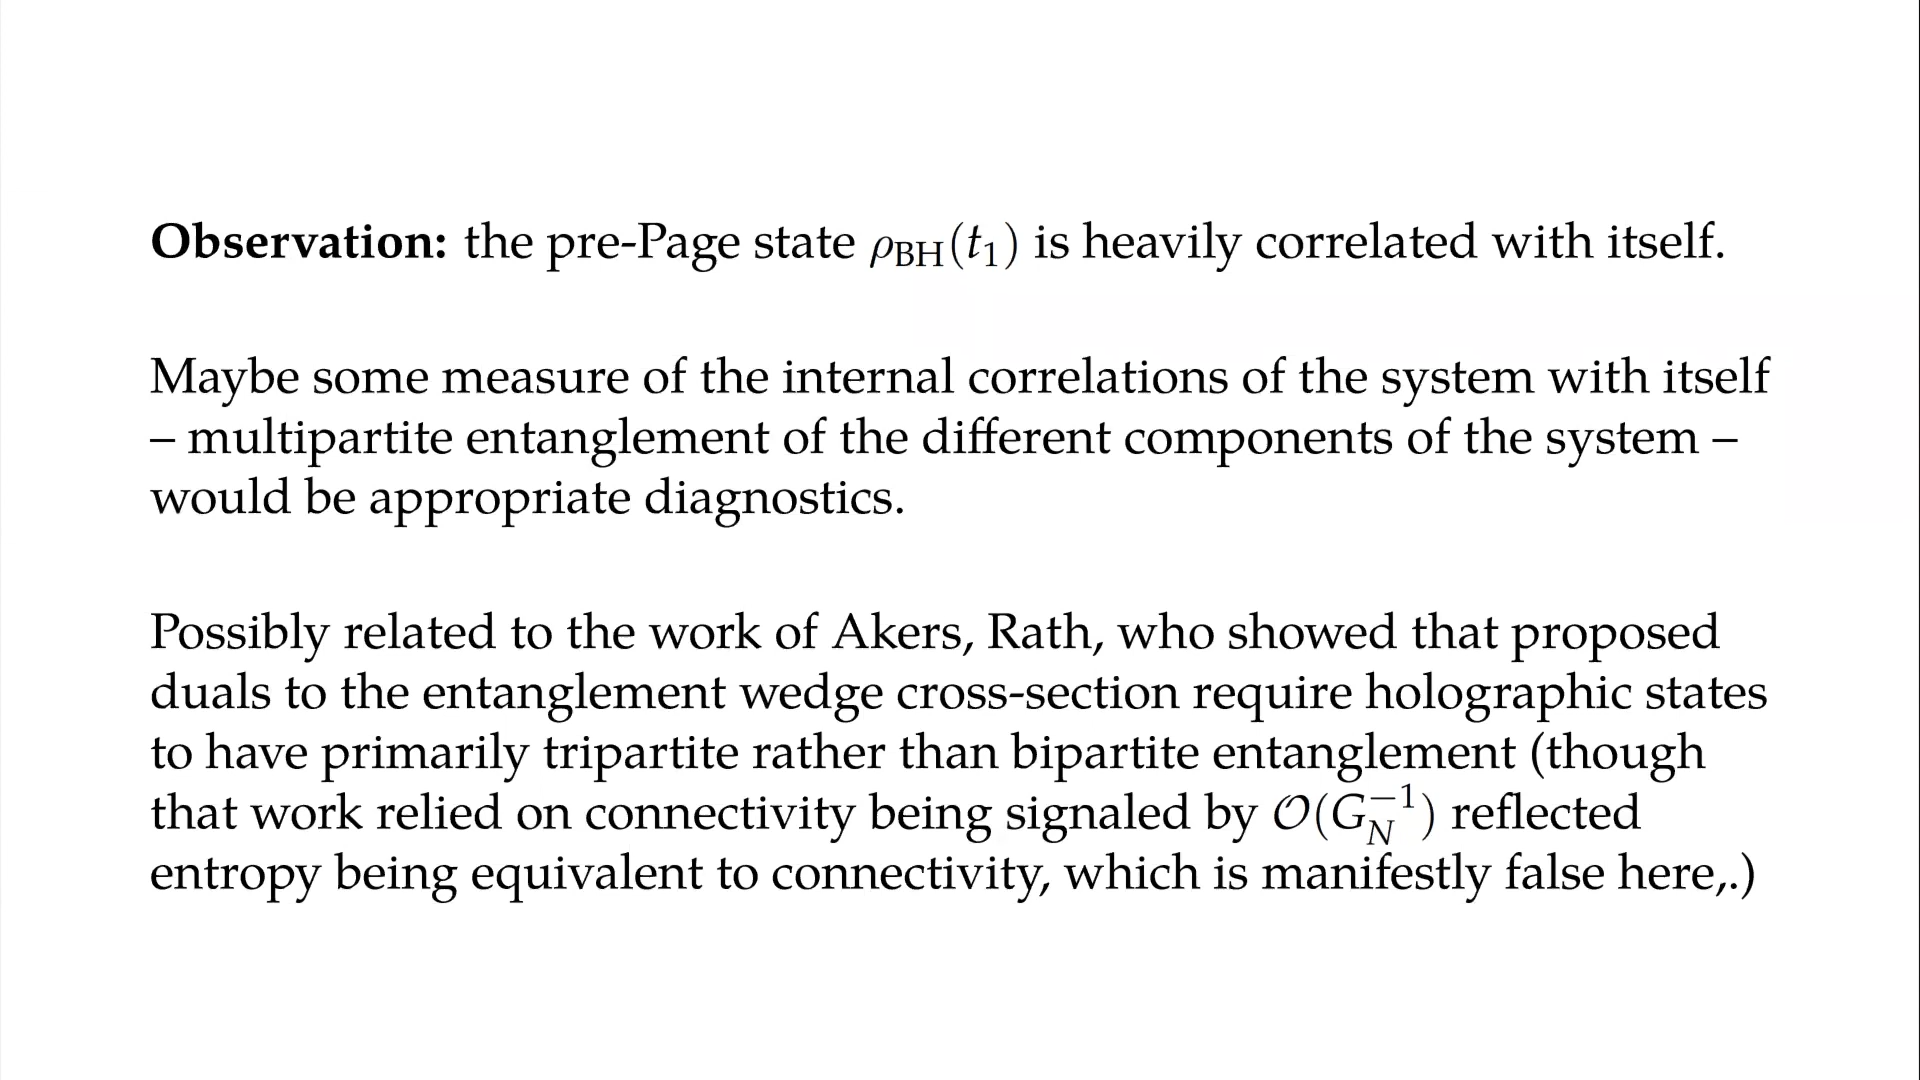 Observation: the pre-Page state $\rho_{\text{BH}}(t_1)$ is heavily correlated with itself.
Maybe some measure of the internal correlations of the system with itself
– multipartite entanglement of the different components of the system –
would be appropriate diagnostics.
Possibly related to the work of Akers, Rath, who showed that proposed
duals to the entanglement wedge cross-section require holographic states
to have primarily tripartite rather than bipartite entanglement (though
that work relied on connectivity being signaled by $\mathcal{O}(G_N^{-1})$ reflected
entropy being equivalent to connectivity, which is manifestly false here,.)